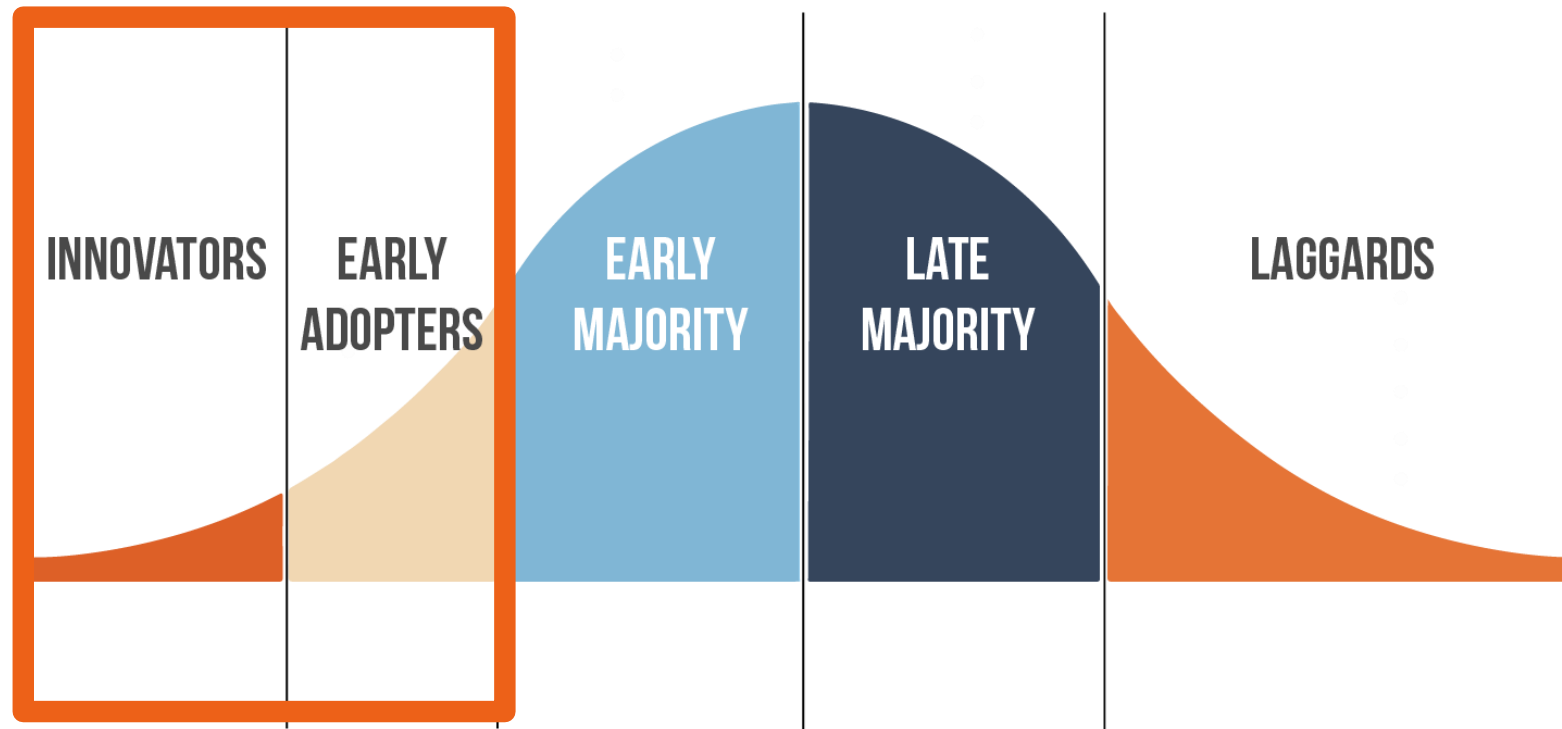 INNOVATORS
EARLY
ADOPTERS
EARLY
MAJORITY
LATE
MAJORITY
LAGGARDS